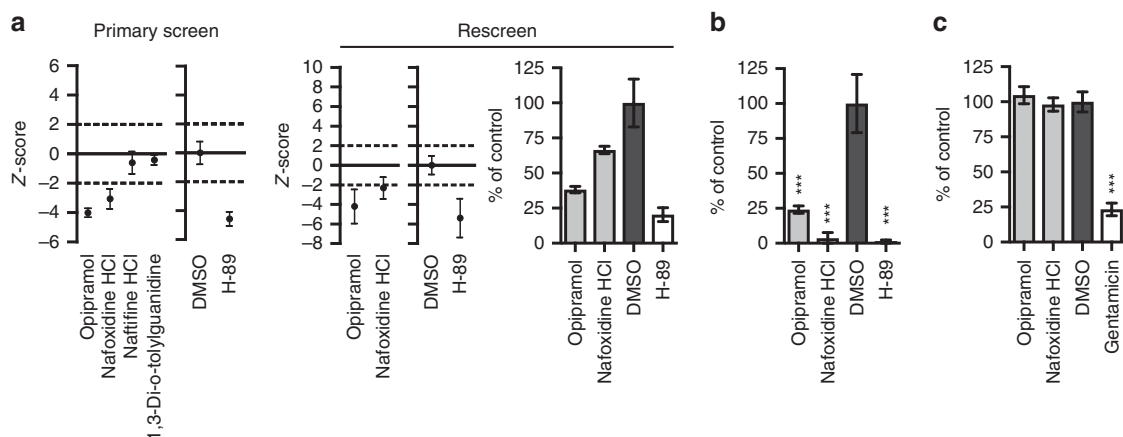 a
Primary screen
Rescreen
b
c
Z-score
6
4
2
0
–2
–4
–6
Opipramol
Nafoxidine HCl
Naftifine HCl
1,3-Di-o-tolylguanidine
DMSO
H-89
Z-score
10
8
6
4
2
0
–2
–4
–6
–8
Opipramol
Nafoxidine HCl
DMSO
H-89
% of control
125
100
75
50
25
0
Opipramol
Nafoxidine HCl
DMSO
H-89
% of control
125
100
75
50
25
0
***
***
***
Opipramol
Nafoxidine HCl
DMSO
H-89
% of control
125
100
75
50
25
0
***
Opipramol
Nafoxidine HCl
DMSO
Gentamicin